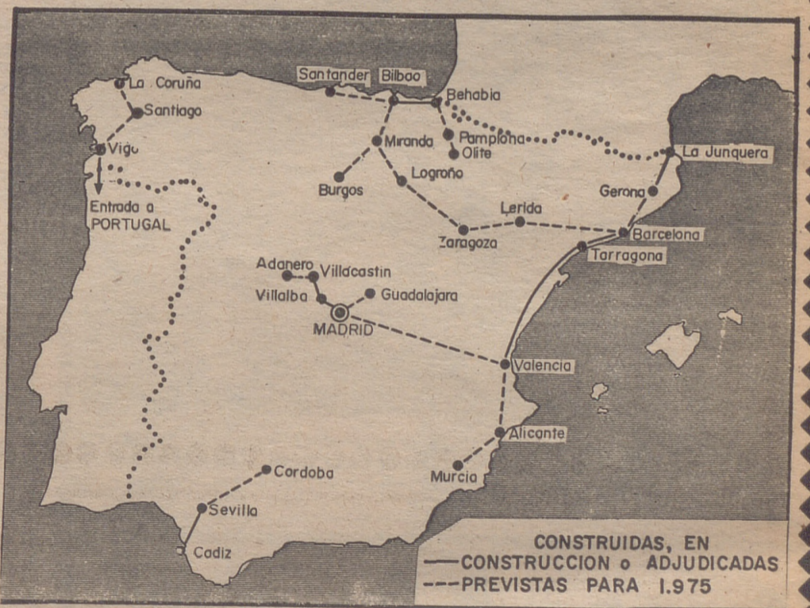 La Coruña
Santiago
Vigo
Entrada a
PORTUGAL
Santander
Bilbao
Behabia
Pamplona
Olite
Miranda
Burgos
Logroño
Zaragoza
Lerida
La Junquera
Gerona
Barcelona
Tarragona
Adanero
Villacastin
Villalba
Guadalajara
MADRID
Valencia
Alicante
Murcia
Cordoba
Sevilla
Cadiz
CONSTRUIDAS, EN
CONSTRUCCION o ADJUDICADAS
PREVISTAS PARA 1.975